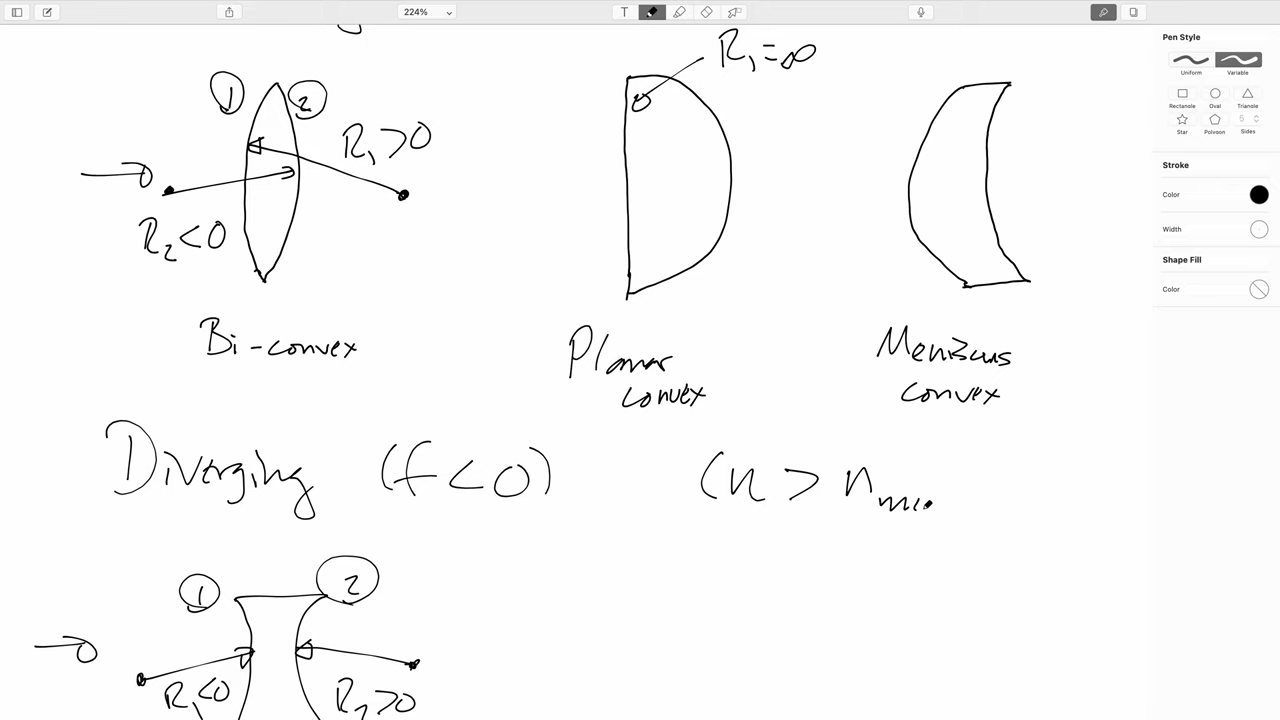 224%
T
Pen Style
Uniform Variable
Rectangle Oval Triangle
Star Polygon 5 Sides
Stroke
Color
Width
Shape Fill
Color
① ②
R₁>0
R₂<0
Bi-convex
R₁=∞
Planar
convex
Meniscus
convex
Diverging (f<0) (n > n
① ②
R₁<0
R₂>0